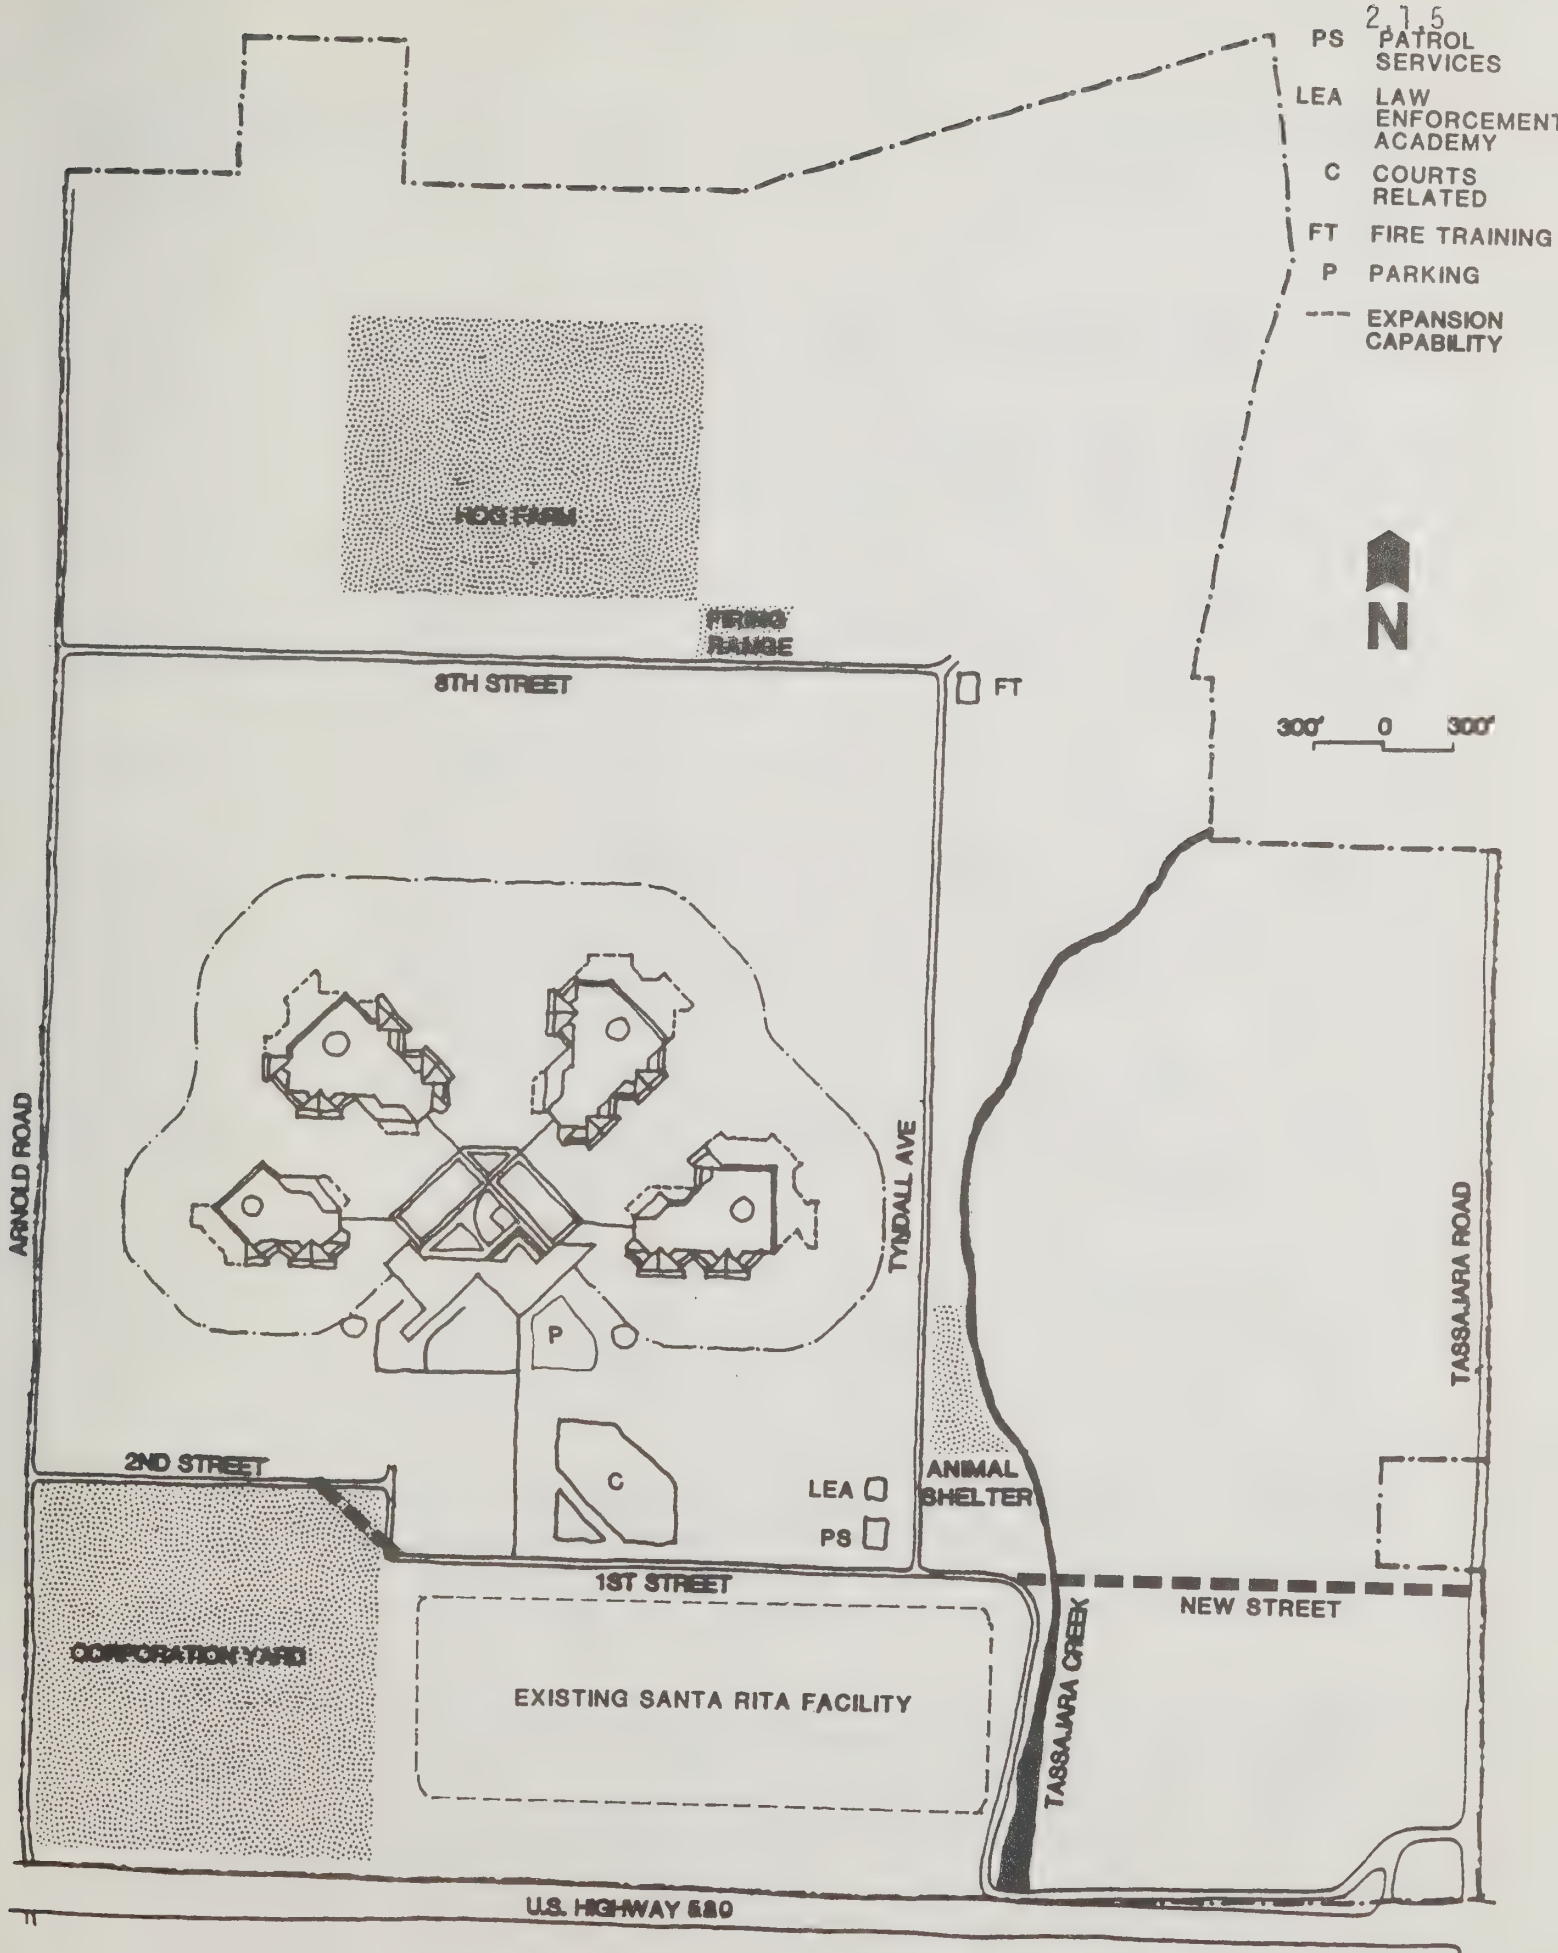 2.1.5
PS PATROL
SERVICES
LEA LAW
ENFORCEMENT
ACADEMY
C COURTS
RELATED
FT FIRE TRAINING
P PARKING
EXPANSION
CAPABILITY
HOG FARM
N
FIRING
RANGE
8TH STREET
FT
300' 0 300'
ARNOLD ROAD
TYNDALL AVE
TASSAJARA ROAD
P
2ND STREET
C
LEA
PS
ANIMAL
SHELTER
1ST STREET
NEW STREET
CORPORATION YARD
EXISTING SANTA RITA FACILITY
TASSAJARA CREEK
U.S. HIGHWAY 580